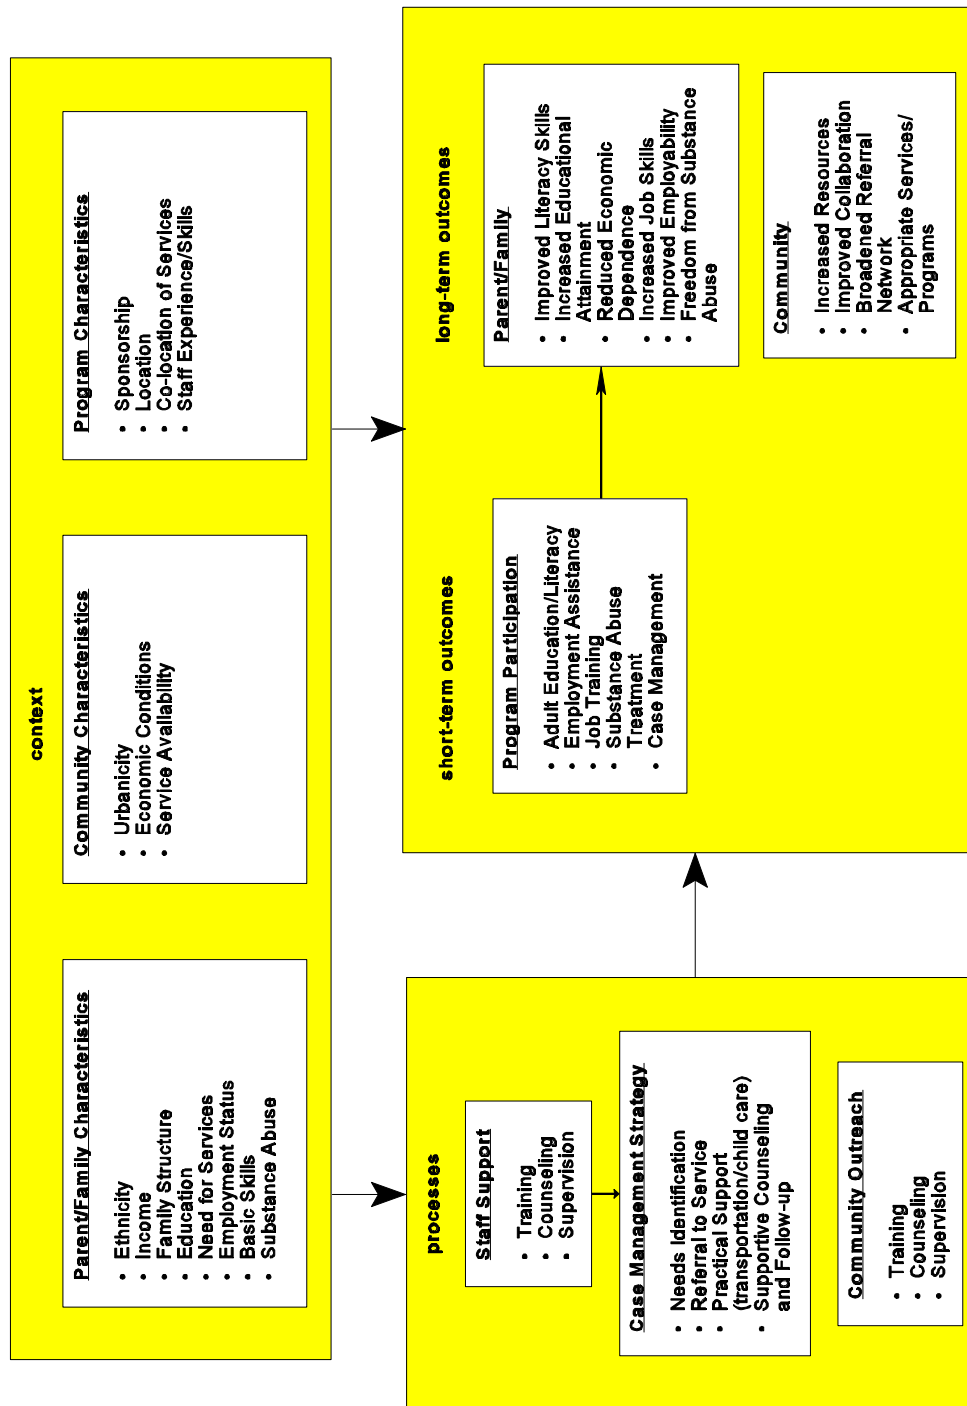 context
Parent/Family Characteristics
• Ethnicity
• Income
• Family Structure
• Education
• Need for Services
• Employment Status
• Basic Skills
• Substance Abuse
Community Characteristics
• Urbanicity
• Economic Conditions
• Service Availability
Program Characteristics
• Sponsorship
• Location
• Co-location of Services
• Staff Experience/Skills
processes
Staff Support
• Training
• Counseling
• Supervision
Case Management Strategy
• Needs Identification
• Referral to Service
• Practical Support
(transportation/child care)
• Supportive Counseling
and Follow-up
Community Outreach
• Training
• Counseling
• Supervision
short-term outcomes
Program Participation
• Adult Education/Literacy
• Employment Assistance
• Job Training
• Substance Abuse
Treatment
• Case Management
long-term outcomes
Parent/Family
• Improved Literacy Skills
• Increased Educational
Attainment
• Reduced Economic
Dependence
• Increased Job Skills
• Improved Employability
• Freedom from Substance
Abuse
Community
• Increased Resources
• Improved Collaboration
• Broadened Referral
Network
• Appropriate Services/
Programs